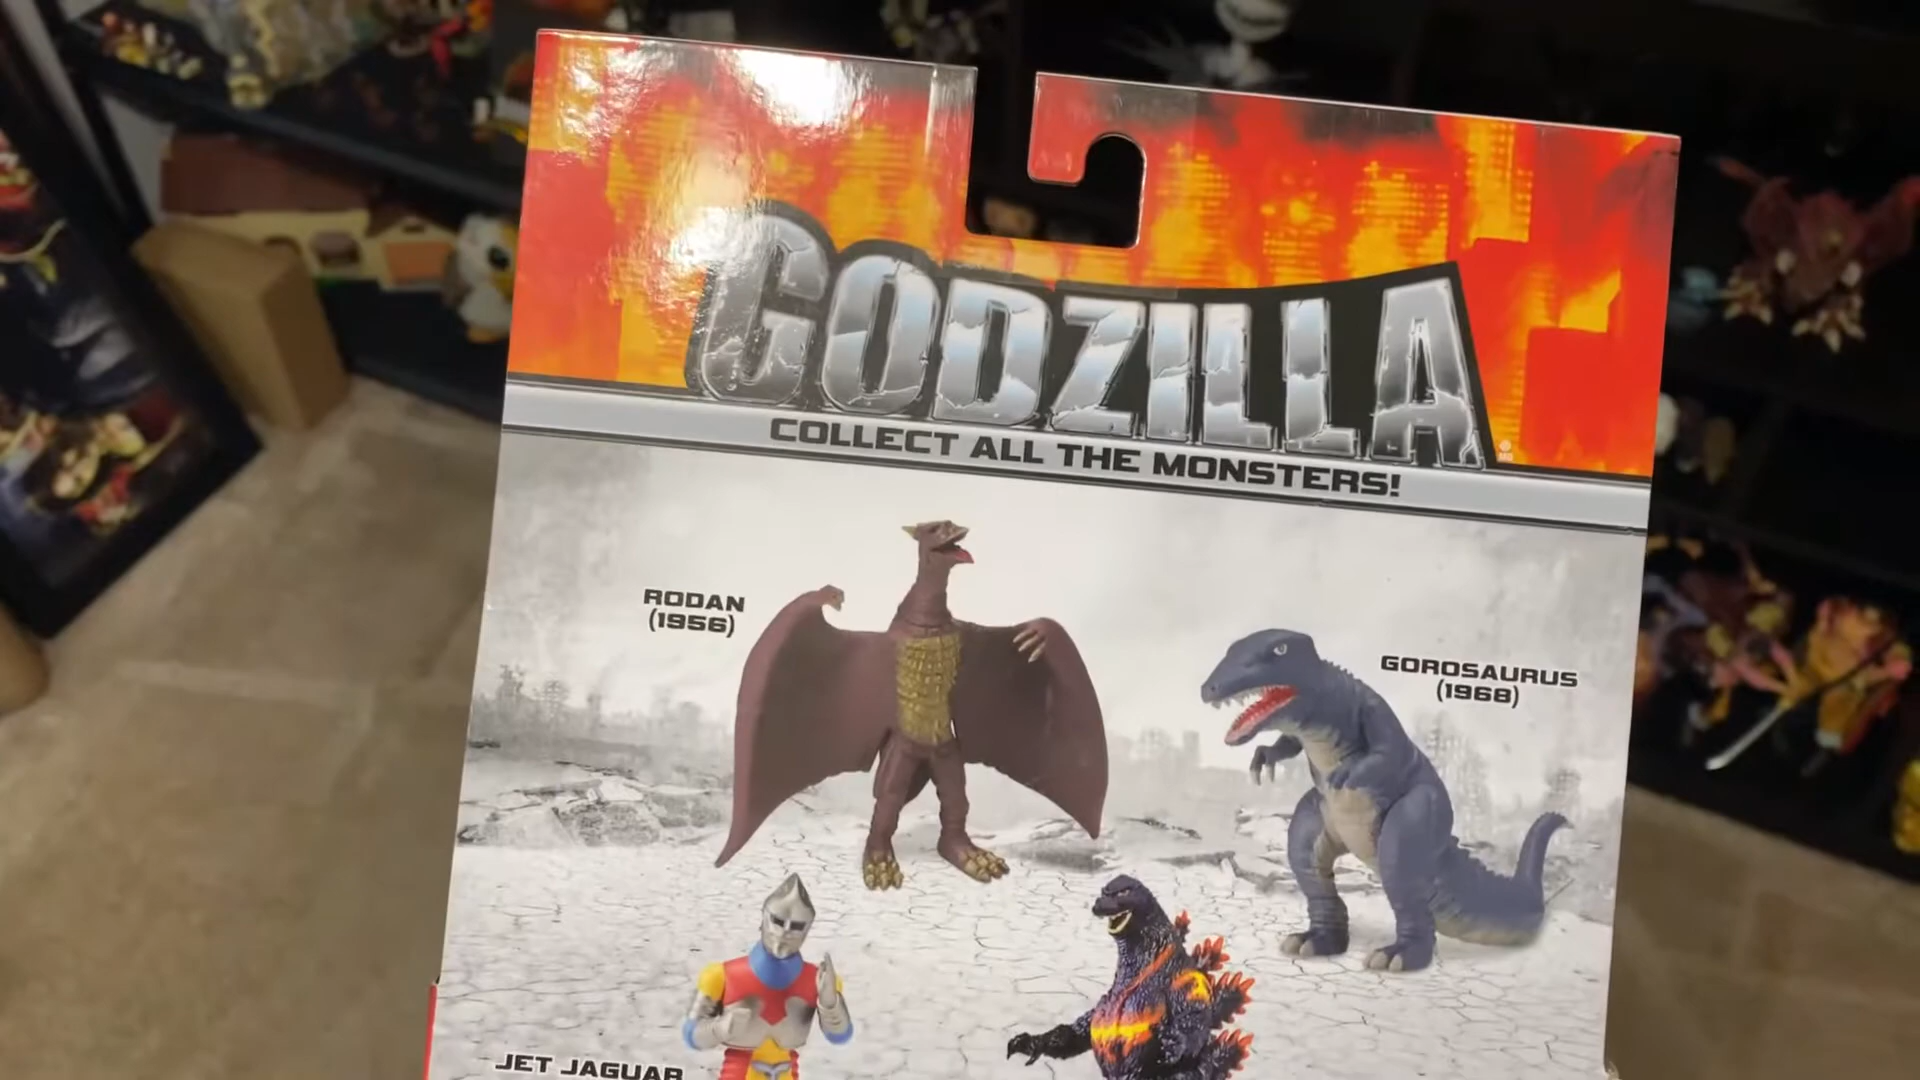 GODZILLA
COLLECT ALL THE MONSTERS!
RODAN
(1956)
GOROSAURUS
(1968)
JET JAGUAR